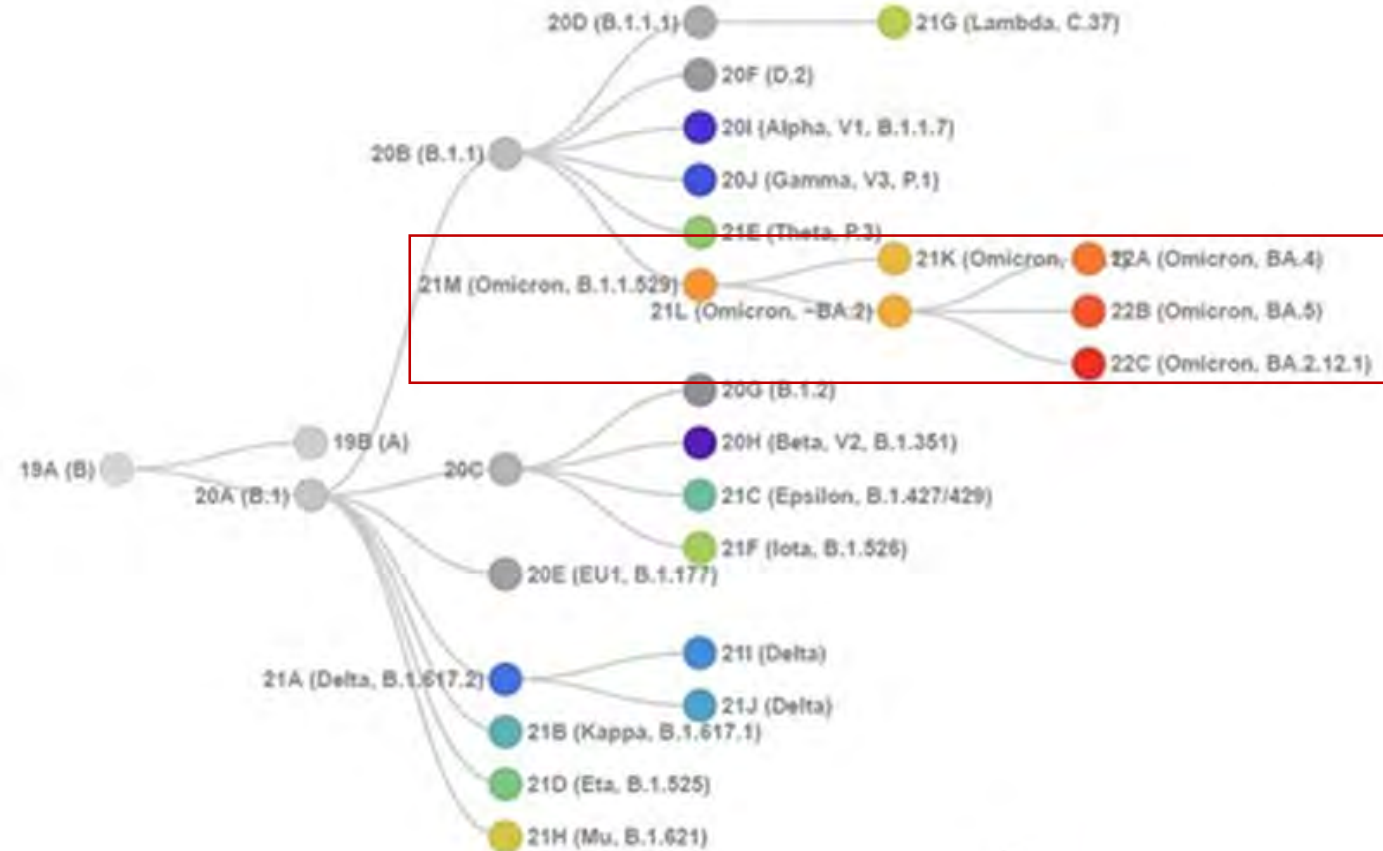 20D (B.1.1.1)
21G (Lambda, C.37)
20F (D.2)
20I (Alpha, V1, B.1.1.7)
20B (B.1.1)
20J (Gamma, V3, P.1)
21E (Theta, P.3)
21K (Omicron,
22A (Omicron, BA.4)
21M (Omicron, B.1.1.529)
21L (Omicron, ~BA.2)
22B (Omicron, BA.5)
22C (Omicron, BA.2.12.1)
20G (B.1.2)
19B (A)
20H (Beta, V2, B.1.351)
19A (B)
20C
20A (B.1)
21C (Epsilon, B.1.427/429)
21F (Iota, B.1.526)
20E (EU1, B.1.177)
21I (Delta)
21A (Delta, B.1.617.2)
21J (Delta)
21B (Kappa, B.1.617.1)
21D (Eta, B.1.525)
21H (Mu, B.1.621)